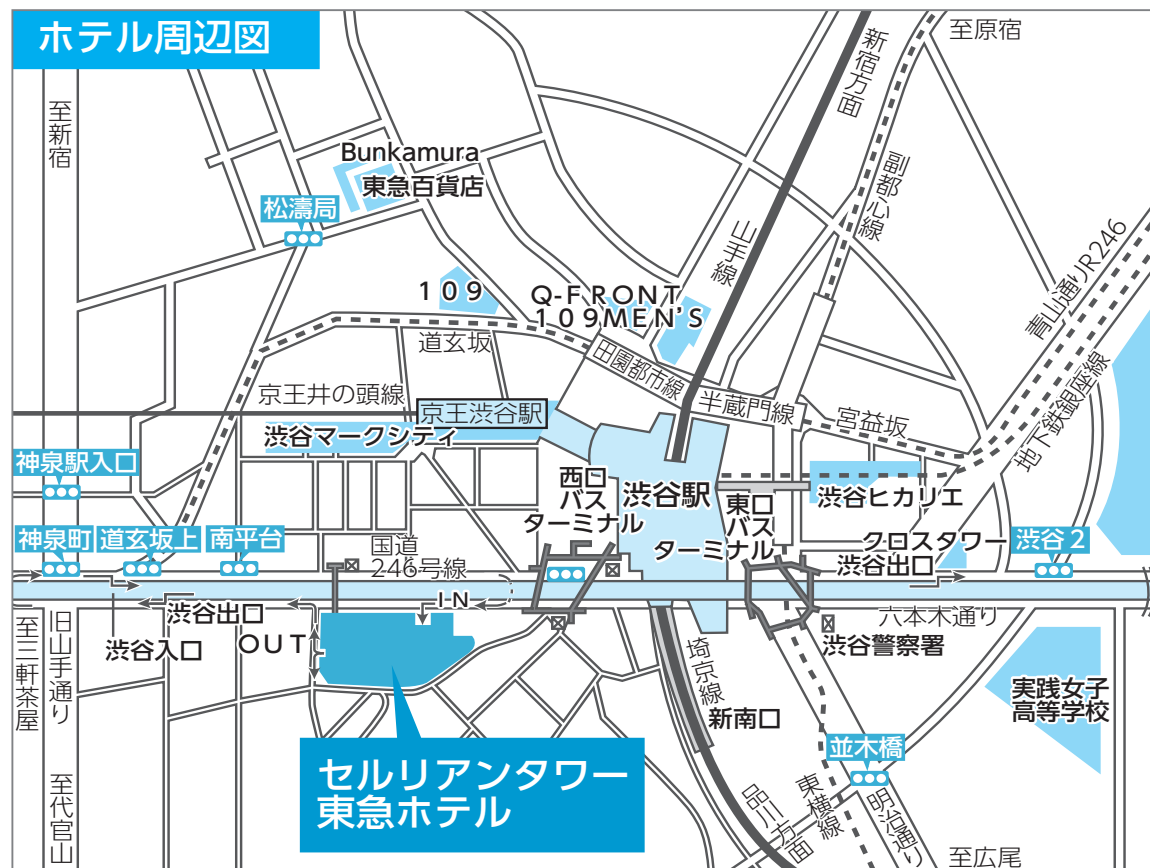 ホテル周辺図
至原宿
新宿方面
至新宿
Bunkamura
東急百貨店
副都心線
松濤局
山手線
青山通りR246
109
Q-FRONT
109MEN'S
道玄坂
田園都市線
地下鉄銀座線
京王井の頭線
京王渋谷駅
半蔵門線
宮益坂
渋谷マークシティ
神泉駅入口
西口
バス
ターミナル
渋谷駅
東口
バス
ターミナル
渋谷ヒカリエ
神泉町
道玄坂上
南平台
国道
246号線
クロスタワー
渋谷出口
渋谷2
IN
渋谷出口
六本木通り
渋谷入口
OUT
渋谷警察署
至三軒茶屋
旧山手通り
埼京線
新南口
実践女子
高等学校
並木橋
セルリアンタワー
東急ホテル
至代官山
品川方面
東横線
明治通り
至広尾